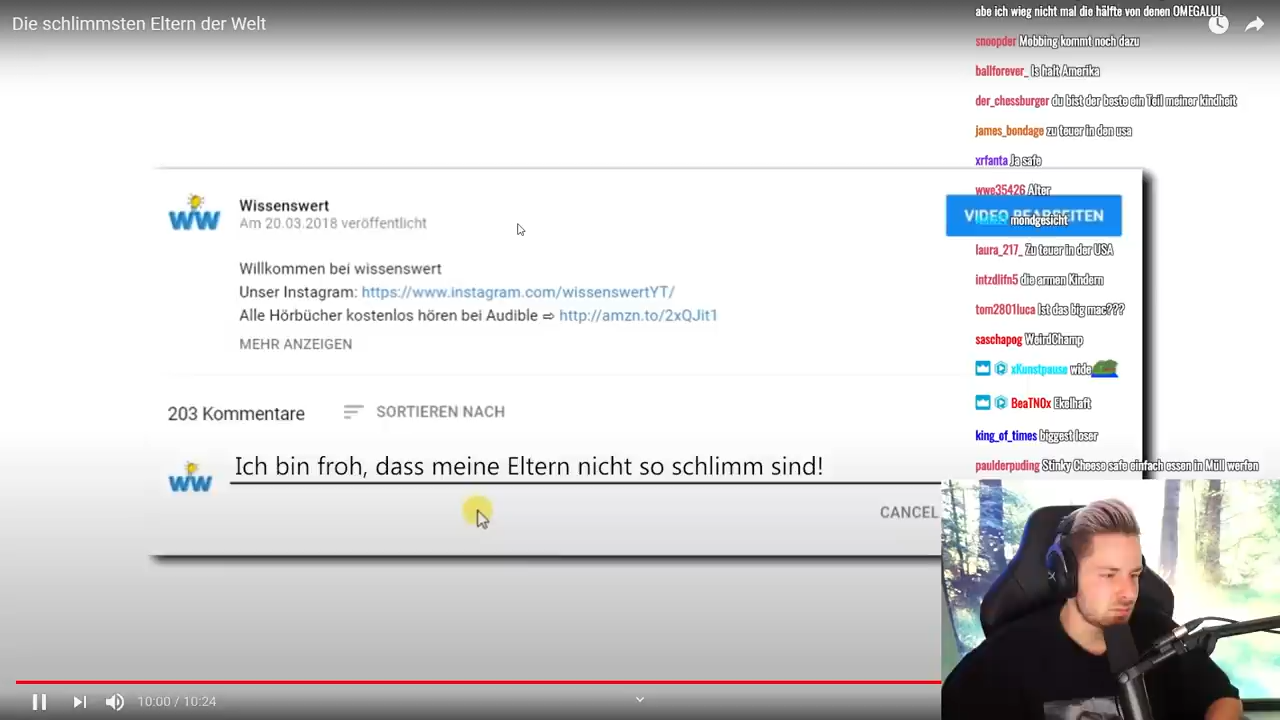 Die schlimmsten Eltern der Welt
abe ich wieg nicht mal die hälfte von denen OMEGALUL
snoopder Mobbing kommt noch dazu
ballforever_ Is halt Amerika
der_chessburger du bist der beste ein Teil meiner kindheit
james_bondage zu teuer in den usa
xrfanta Ja safe
wwe35426 Alter
mondgesicht
laura_217_ Zu teuer in der USA
intzdlifn5 die armen Kindern
tom2801luca Ist das big mac???
saschapog WeirdChamp
xKunstpause wide
BeaTN0x Ekelhaft
king_of_times biggest loser
paulderpuding Stinky Cheese safe einfach essen in Müll werfen
WW
Wissenswert
Am 20.03.2018 veröffentlicht
VIDEO BEARBEITEN
Willkommen bei wissenswert
Unser Instagram: https://www.instagram.com/wissenswertYT/
Alle Hörbücher kostenlos hören bei Audible ⇨ http://amzn.to/2xQJit1
MEHR ANZEIGEN
203 Kommentare SORTIEREN NACH
WW
Ich bin froh, dass meine Eltern nicht so schlimm sind!
CANCEL
10:00 / 10:24